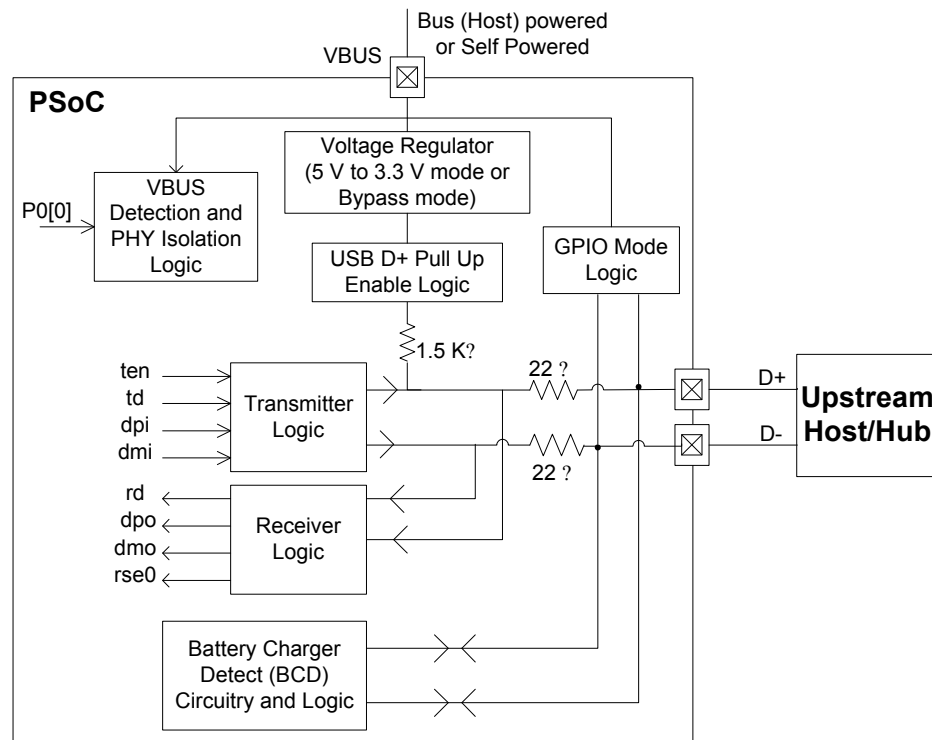 Bus (Host) powered
or Self Powered
VBUS
PSoC
Voltage Regulator
(5 V to 3.3 V mode or
Bypass mode)
VBUS
Detection and
PHY Isolation
Logic
P0[0]
GPIO Mode
Logic
USB D+ Pull Up
Enable Logic
1.5 K?
ten
td
dpi
dmi
Transmitter
Logic
22 ?
22 ?
D+
D-
Upstream
Host/Hub
rd
dpo
dmo
rse0
Receiver
Logic
Battery Charger
Detect (BCD)
Circuitry and Logic